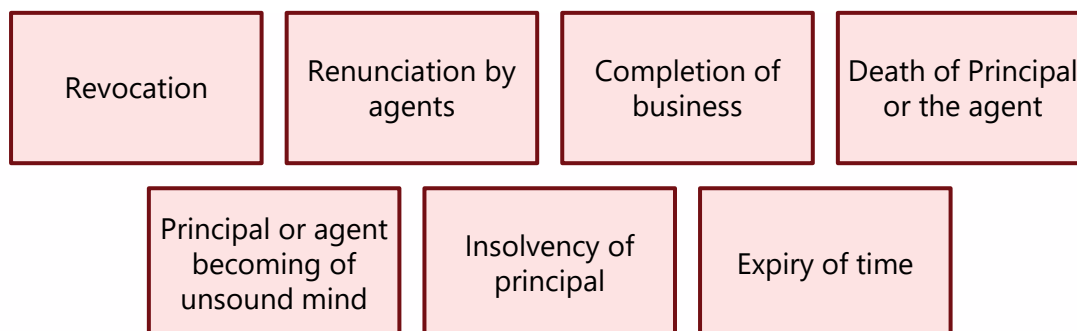 Revocation
Renunciation by
agents
Completion of
business
Death of Principal
or the agent
Principal or agent
becoming of
unsound mind
Insolvency of
principal
Expiry of time